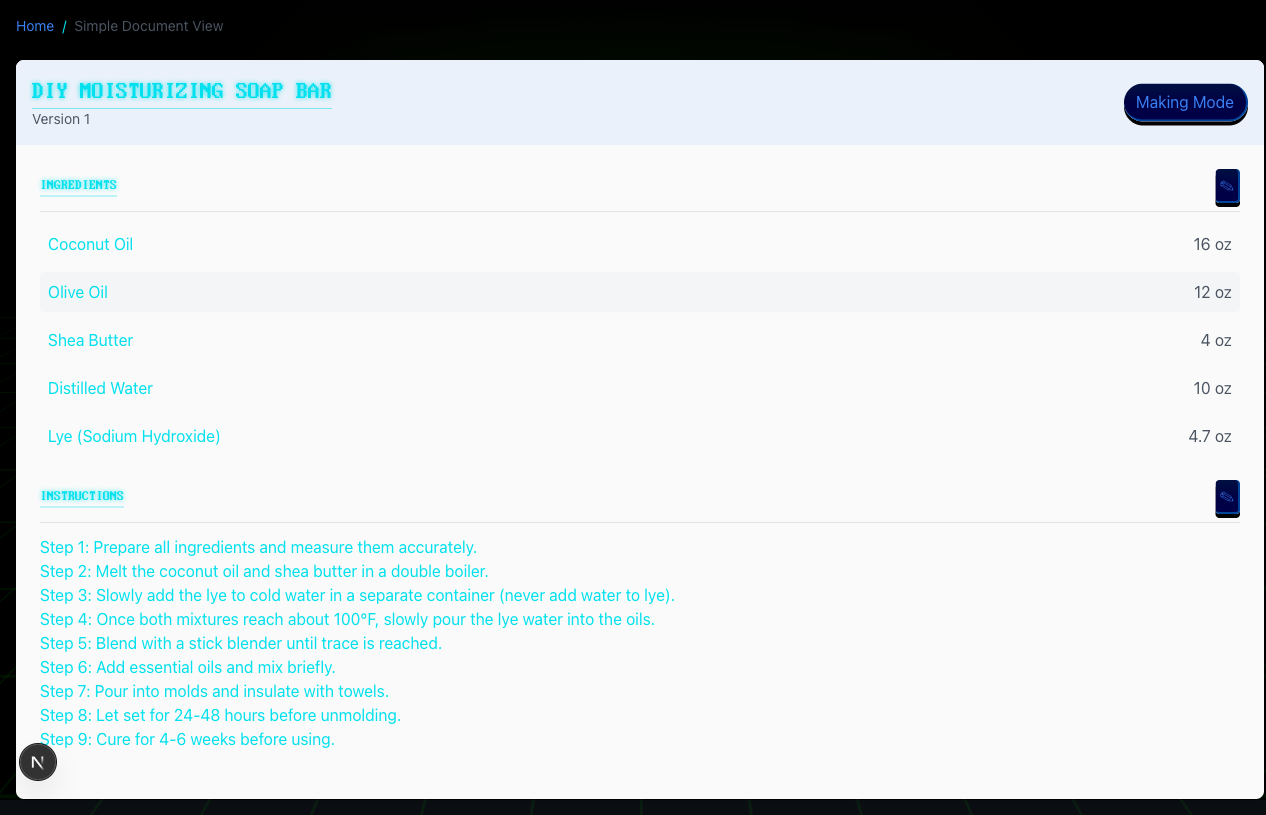 Home / Simple Document View
DIY MOISTURIZING SOAP BAR
Version 1
Making Mode
INGREDIENTS
Coconut Oil 16 oz
Olive Oil 12 oz
Shea Butter 4 oz
Distilled Water 10 oz
Lye (Sodium Hydroxide) 4.7 oz
INSTRUCTIONS
Step 1: Prepare all ingredients and measure them accurately.
Step 2: Melt the coconut oil and shea butter in a double boiler.
Step 3: Slowly add the lye to cold water in a separate container (never add water to lye).
Step 4: Once both mixtures reach about 100°F, slowly pour the lye water into the oils.
Step 5: Blend with a stick blender until trace is reached.
Step 6: Add essential oils and mix briefly.
Step 7: Pour into molds and insulate with towels.
Step 8: Let set for 24-48 hours before unmolding.
Step 9: Cure for 4-6 weeks before using.
N